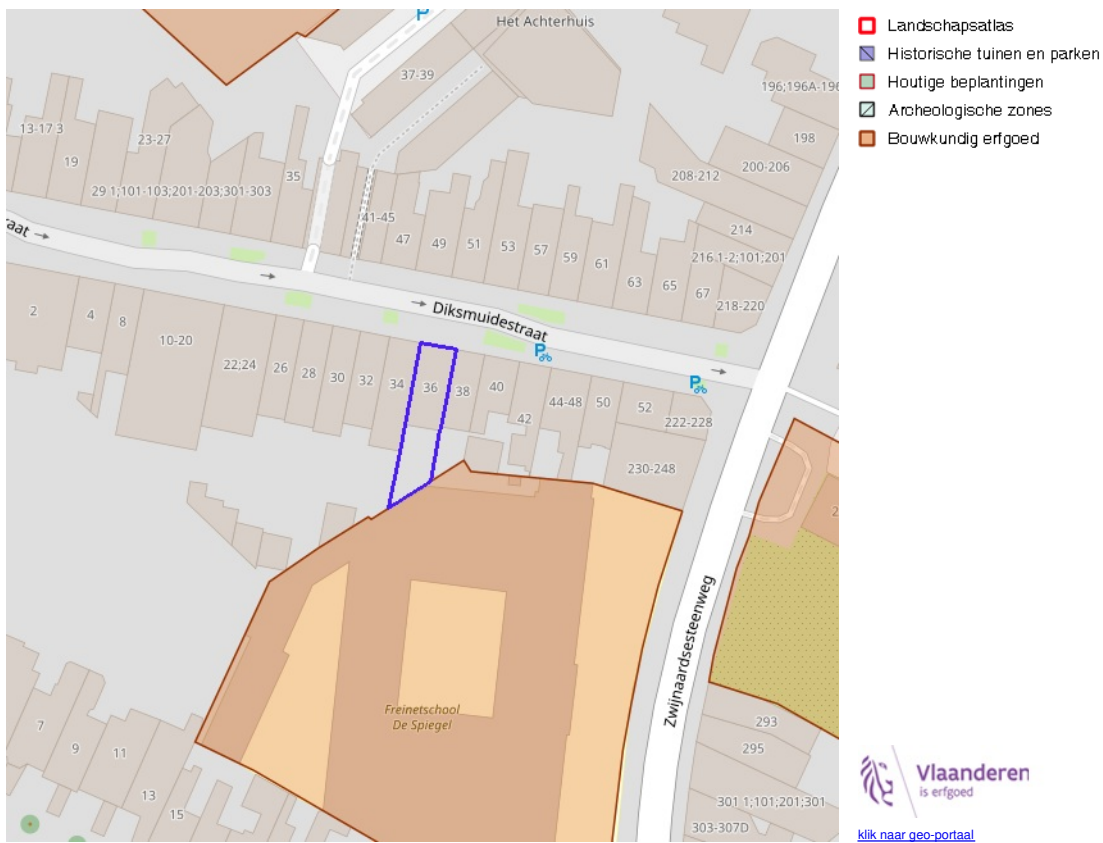 Het Achterhuis
P
37-39
196;196A-196
13-17 3
23-27
198
19
200-206
35
208-212
29 1;101-103;201-203;301-303
41-45
47
49
51
53
57
59
61
63
65
67
214
216 1-2;101;201
218-220
raat
Diksmuidestraat
2
4
8
10-20
22;24
26
28
30
32
34
36
38
40
42
44-48
50
52
222-228
P
P
230-248
Zwijnaardsesteenweg
Freinetschool
De Spiegel
2
7
9
11
13
15
293
295
301 1;101;201;301
303-307D
Landschapsatlas
Historische tuinen en parken
Houtige beplantingen
Archeologische zones
Bouwkundig erfgoed
Vlaanderen
is erfgoed
klik naar geo-portaal